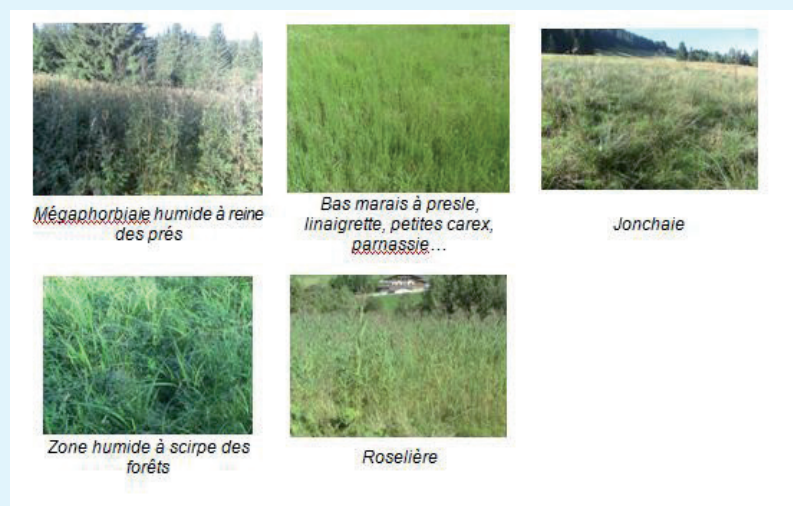 Mégaphorbiaie humide à reine
des prés
Bas marais à presle,
linaigrette, petites carex,
parnassie…
Jonchaie
Zone humide à scirpe des
forêts
Roselière